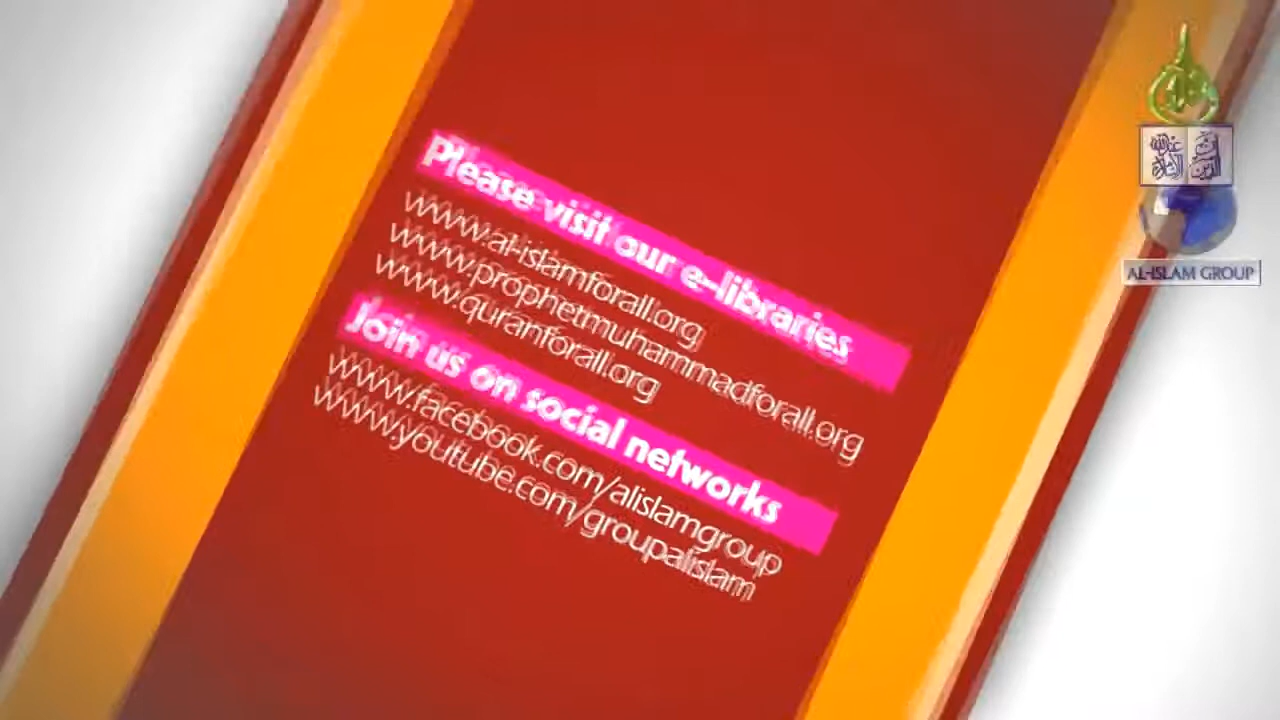 Please visit our e-libraries
www.al-islamforall.org
www.prophetmuhammadforall.org
www.quranforall.org
Join us on social networks
www.facebook.com/alislamgroup
www.youtube.com/groupalislam
AL-ISLAM GROUP